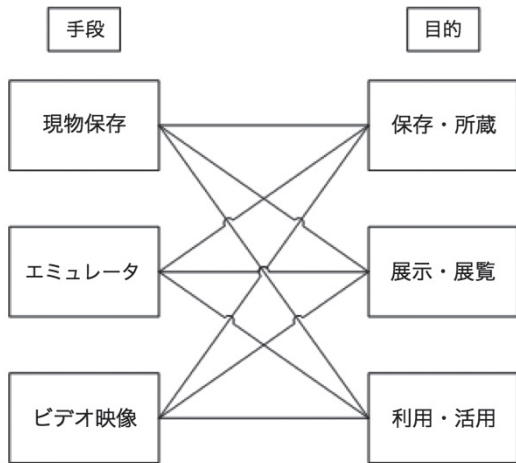 手段
目的
現物保存
保存・所蔵
エミュレータ
展示・展覧
ビデオ映像
利用・活用